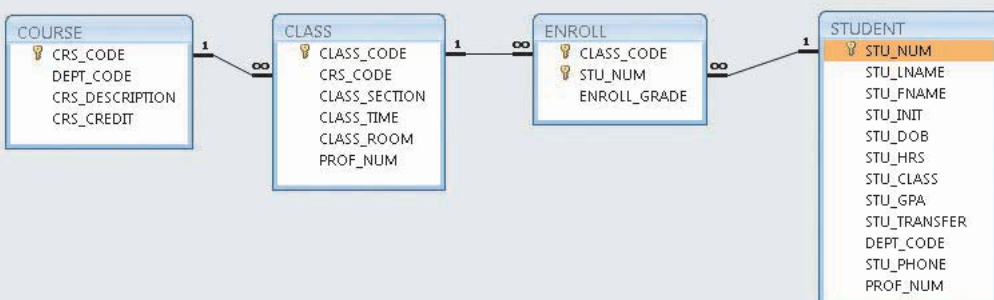 COURSE
CRS_CODE
DEPT_CODE
CRS_DESCRIPTION
CRS_CREDIT
1
∞
CLASS
CLASS_CODE
CRS_CODE
CLASS_SECTION
CLASS_TIME
CLASS_ROOM
PROF_NUM
1
∞
ENROLL
CLASS_CODE
STU_NUM
ENROLL_GRADE
∞
1
STUDENT
STU_NUM
STU_LNAME
STU_FNAME
STU_INIT
STU_DOB
STU_HRS
STU_CLASS
STU_GPA
STU_TRANSFER
DEPT_CODE
STU_PHONE
PROF_NUM